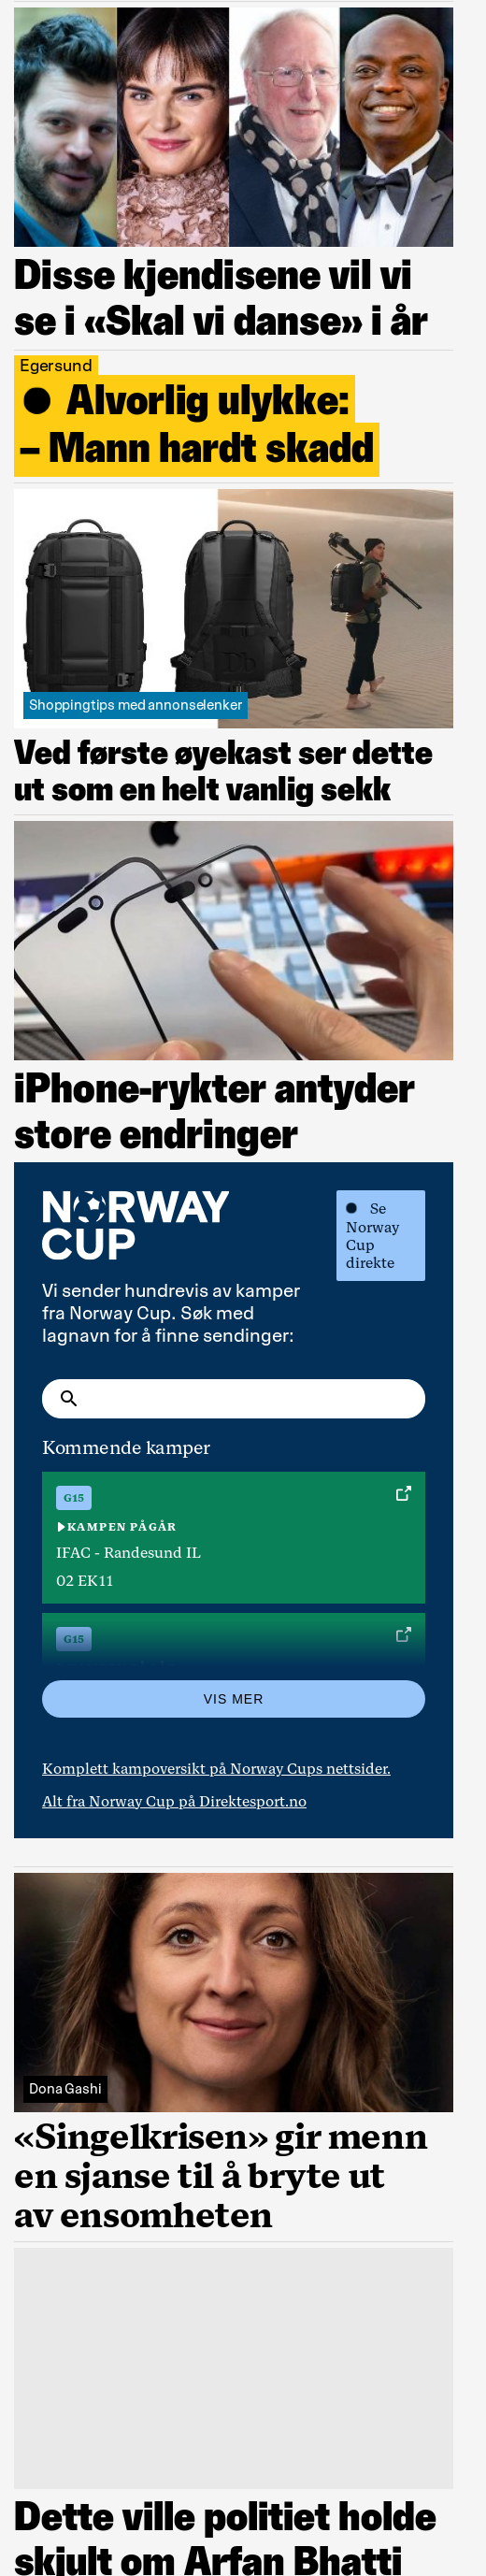 Disse kjendisene vil vi
se i «Skal vi danse» i år
Egersund
● Alvorlig ulykke:
– Mann hardt skadd
Shoppingtips med annonselenker
Ved første øyekast ser dette
ut som en helt vanlig sekk
iPhone-rykter antyder
store endringer
NORWAY
CUP
● Se
Norway
Cup
direkte
Vi sender hundrevis av kamper
fra Norway Cup. Søk med
lagnavn for å finne sendinger:
Kommende kamper
G15
KAMPEN PÅGÅR
IFAC - Randesund IL
02 EK11
G15
VIS MER
Komplett kampoversikt på Norway Cups nettsider.
Alt fra Norway Cup på Direktesport.no
Dona Gashi
«Singelkrisen» gir menn
en sjanse til å bryte ut
av ensomheten
Dette ville politiet holde
skjult om Arfan Bhatti